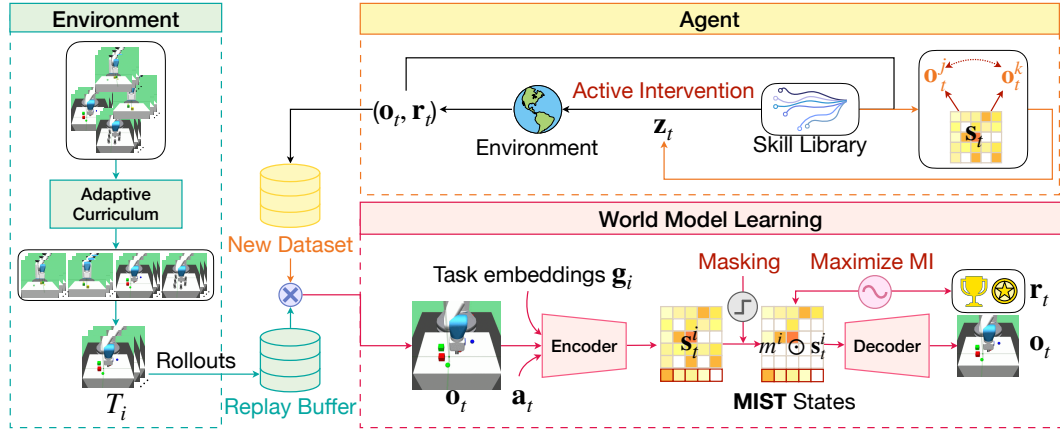 Environment
Adaptive
Curriculum
T_i
Rollouts
New Dataset
Replay Buffer
Agent
(o_t, r_t)
Environment
Active Intervention
z_t
Skill Library
o_t^j
o_t^k
s_t
World Model Learning
Task embeddings g_i
o_t
a_t
Encoder
s_t^i
Masking
m^i ⊙ s_t^i
Maximize MI
Decoder
r_t
o_t
MIST States